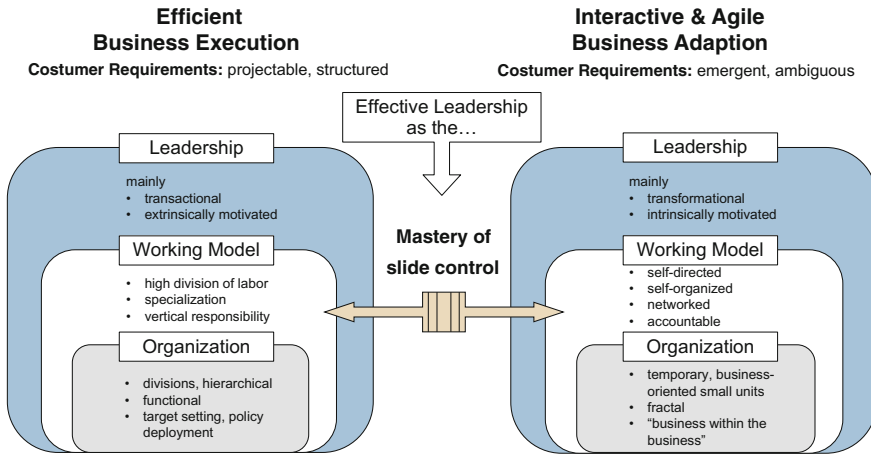 Efficient
Business Execution
Costumer Requirements: projectable, structured
Interactive & Agile
Business Adaption
Costumer Requirements: emergent, ambiguous
Effective Leadership
as the…
Leadership
mainly
• transactional
• extrinsically motivated
Working Model
• high division of labor
• specialization
• vertical responsibility
Organization
• divisions, hierarchical
• functional
• target setting, policy
deployment
Mastery of
slide control
Leadership
mainly
• transformational
• intrinsically motivated
Working Model
• self-directed
• self-organized
• networked
• accountable
Organization
• temporary, business-
oriented small units
• fractal
• “business within the
business”